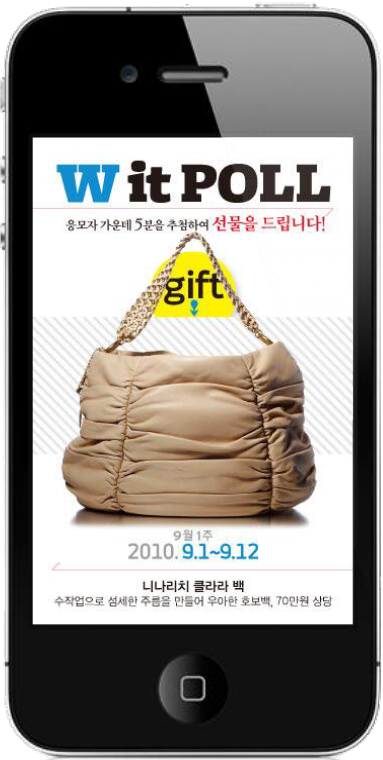 W it POLL
응모자 가운데 5분을 추첨하여 선물을 드립니다!
gift
9월 1주
2010. 9.1~9.12
니나리치 클라라 백
수작업으로 섬세한 주름을 만들어 우아한 호보백, 70만원 상당